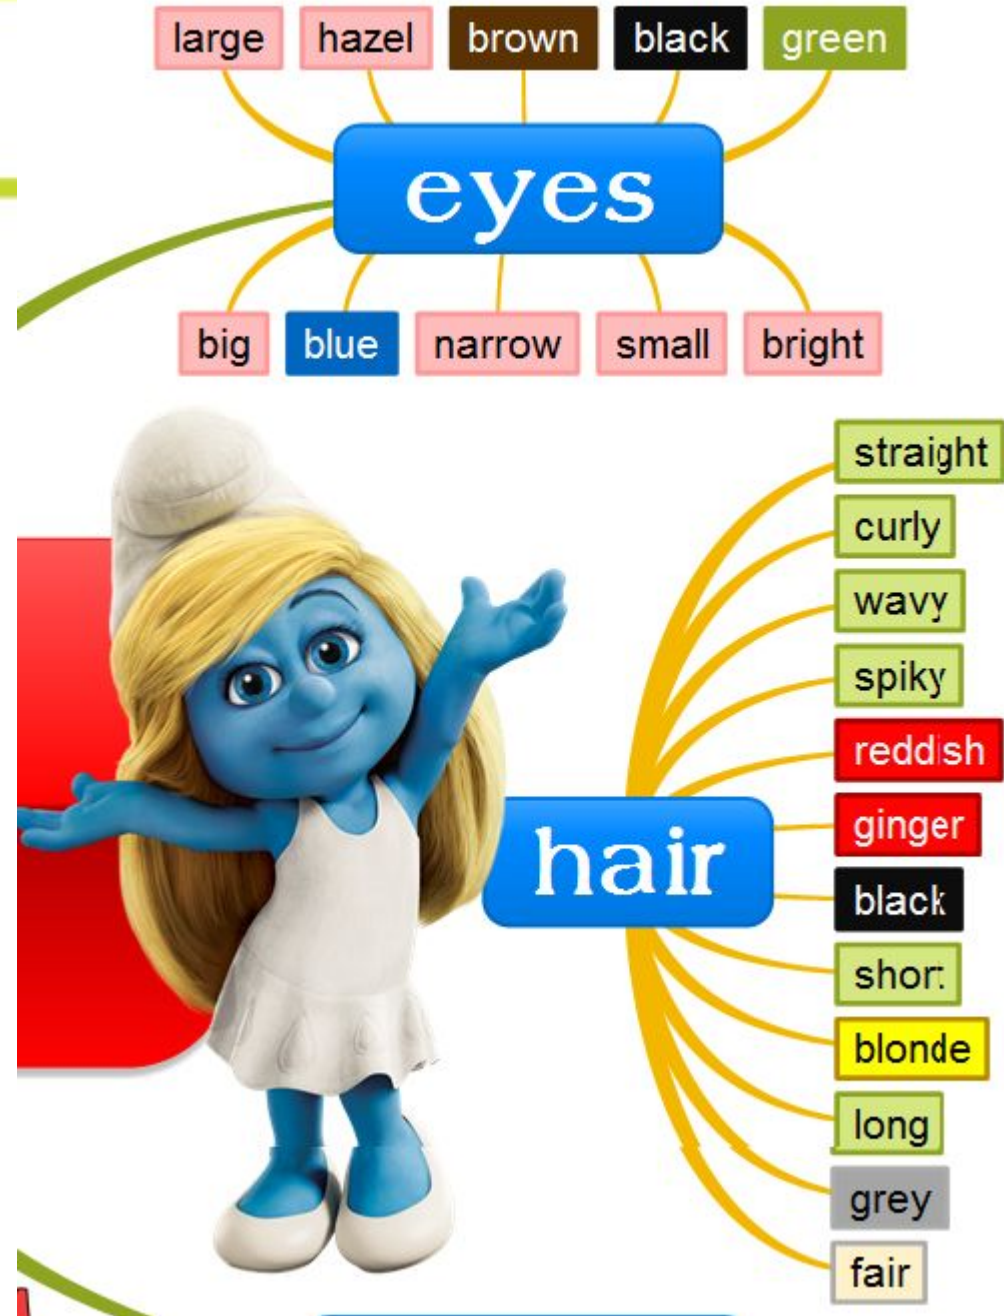 large hazel brown black green
eyes
big blue narrow small bright
straight
curly
wavy
spiky
reddish
ginger
hair
black
short
blonde
long
grey
fair